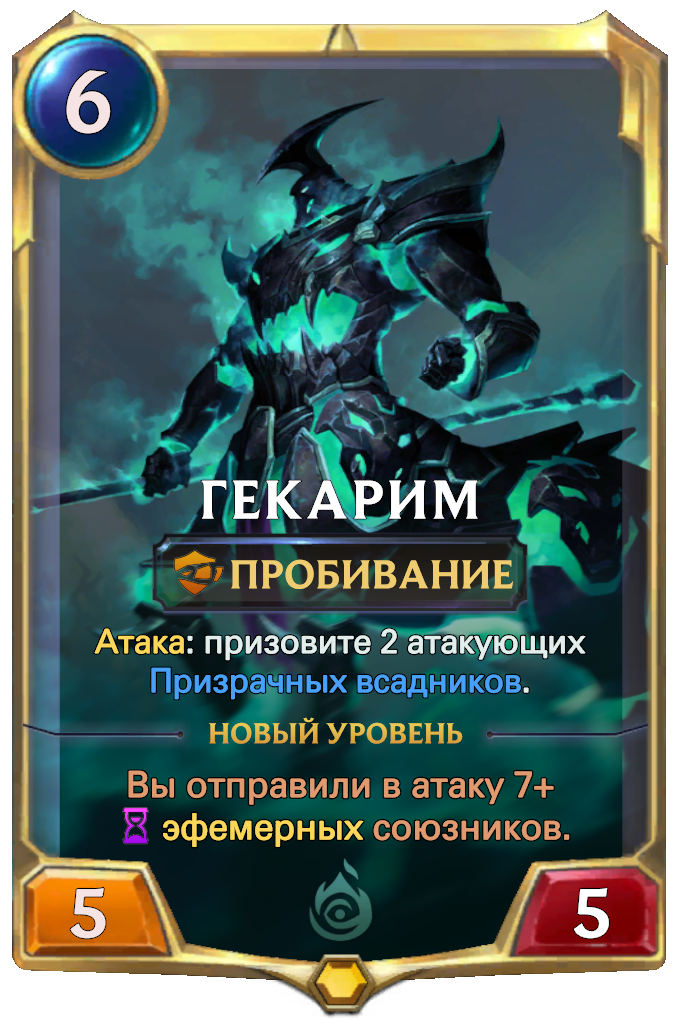 6
ГЕКАРИМ
ПРОБИВАНИЕ
Атака: призовите 2 атакующих
Призрачных всадников.
НОВЫЙ УРОВЕНЬ
Вы отправили в атаку 7+
эфемерных союзников.
5 5